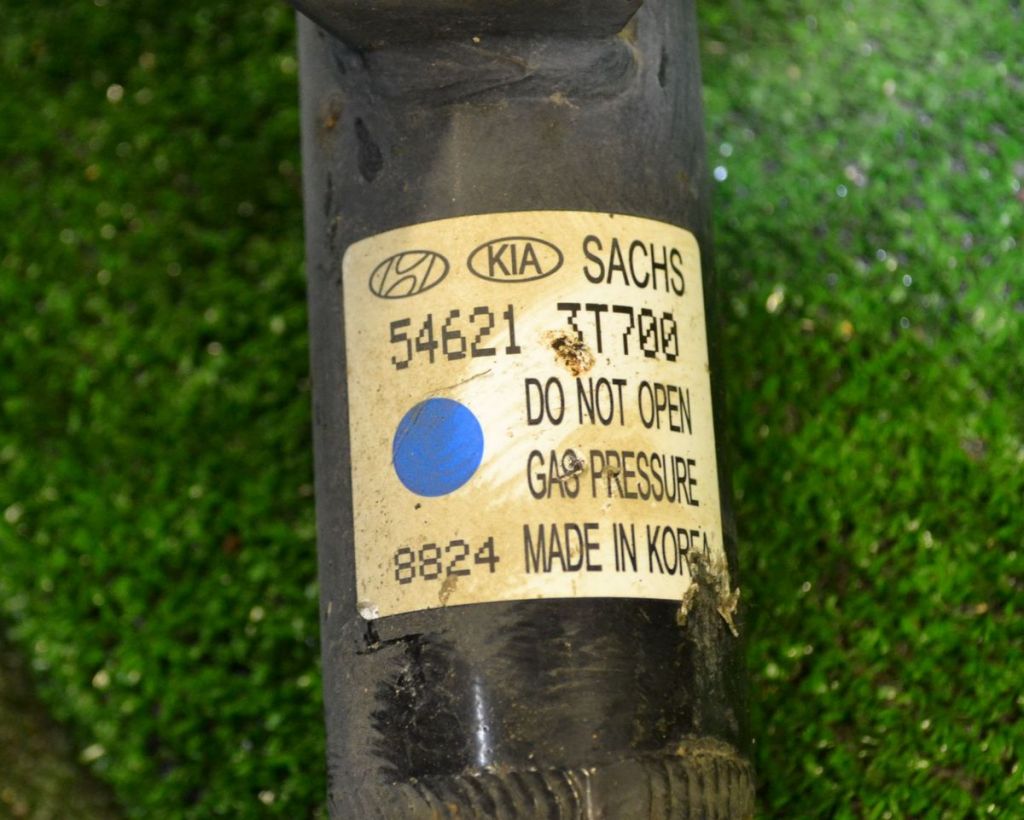 KIA SACHS
54621 3T700
DO NOT OPEN
GAS PRESSURE
8824 MADE IN KOREA